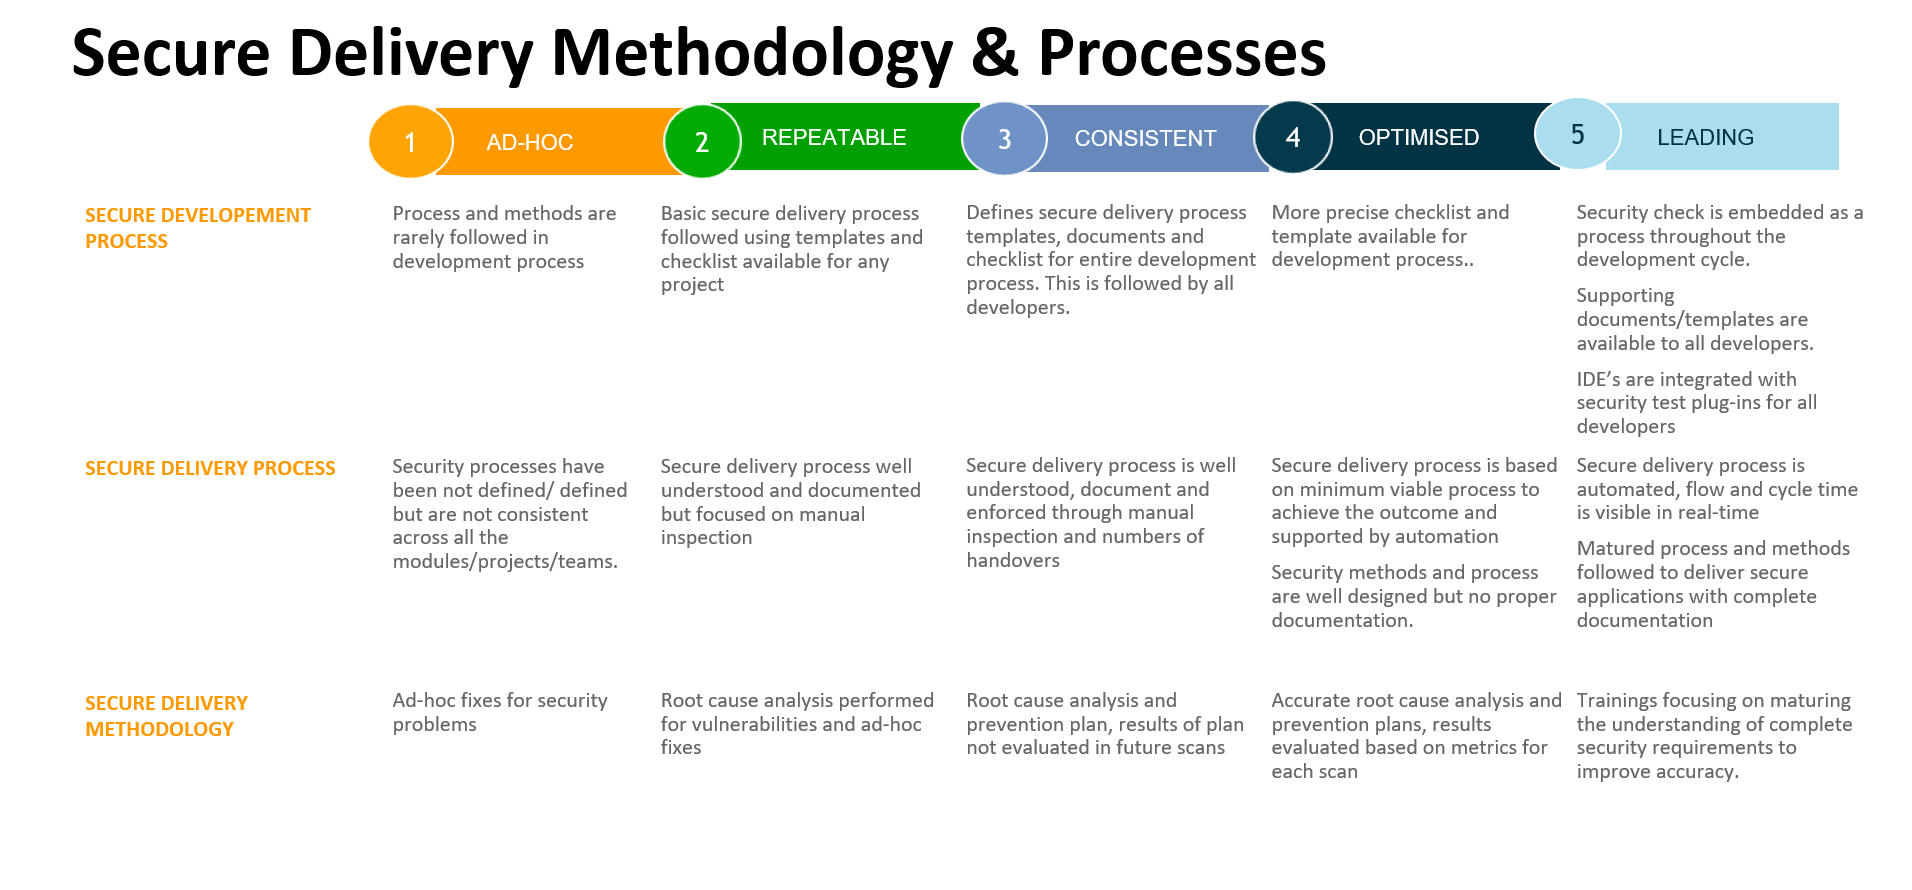 Secure Delivery Methodology & Processes
1 AD-HOC
2 REPEATABLE
3 CONSISTENT
4 OPTIMISED
5 LEADING
SECURE DEVELOPEMENT
PROCESS
Process and methods are
rarely followed in
development process
Basic secure delivery process
followed using templates and
checklist available for any
project
Defines secure delivery process
templates, documents and
checklist for entire development
process. This is followed by all
developers.
More precise checklist and
template available for
development process..
Security check is embedded as a
process throughout the
development cycle.
Supporting
documents/templates are
available to all developers.
IDE’s are integrated with
security test plug-ins for all
developers
SECURE DELIVERY PROCESS
Security processes have
been not defined/ defined
but are not consistent
across all the
modules/projects/teams.
Secure delivery process well
understood and documented
but focused on manual
inspection
Secure delivery process is well
understood, document and
enforced through manual
inspection and numbers of
handovers
Secure delivery process is based
on minimum viable process to
achieve the outcome and
supported by automation
Security methods and process
are well designed but no proper
documentation.
Secure delivery process is
automated, flow and cycle time
is visible in real-time
Matured process and methods
followed to deliver secure
applications with complete
documentation
SECURE DELIVERY
METHODOLOGY
Ad-hoc fixes for security
problems
Root cause analysis performed
for vulnerabilities and ad-hoc
fixes
Root cause analysis and
prevention plan, results of plan
not evaluated in future scans
Accurate root cause analysis and
prevention plans, results
evaluated based on metrics for
each scan
Trainings focusing on maturing
the understanding of complete
security requirements to
improve accuracy.